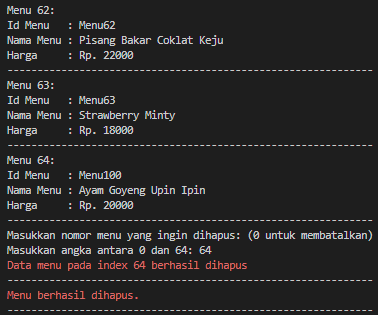 Menu 62:
Id Menu   : Menu62
Nama Menu : Pisang Bakar Coklat Keju
Harga     : Rp. 22000
-------------------------------------------------------------
Menu 63:
Id Menu   : Menu63
Nama Menu : Strawberry Minty
Harga     : Rp. 18000
-------------------------------------------------------------
Menu 64:
Id Menu   : Menu100
Nama Menu : Ayam Goyeng Upin Ipin
Harga     : Rp. 20000
-------------------------------------------------------------
Masukkan nomor menu yang ingin dihapus: (0 untuk membatalkan)
Masukkan angka antara 0 dan 64: 64
Data menu pada index 64 berhasil dihapus
-------------------------------------------------------------
Menu berhasil dihapus.
-------------------------------------------------------------